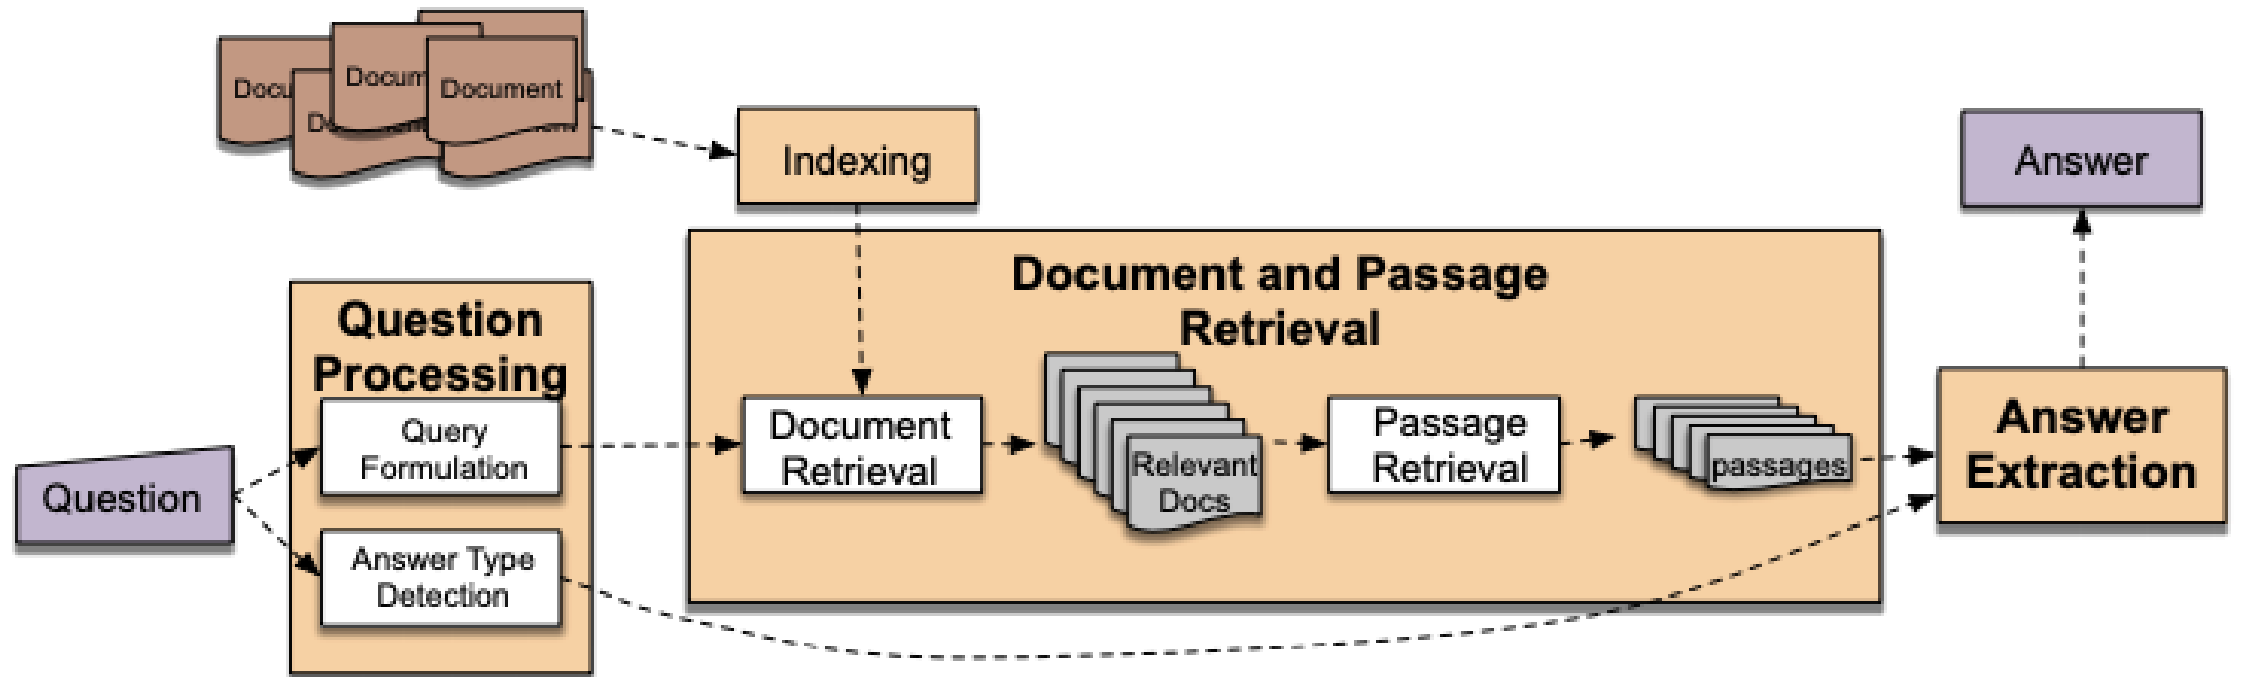 Document
Docum
Docu
Indexing
Answer
Document and Passage
Retrieval
Question
Processing
Query
Formulation
Document
Retrieval
Relevant
Docs
Passage
Retrieval
passages
Answer
Extraction
Question
Answer Type
Detection